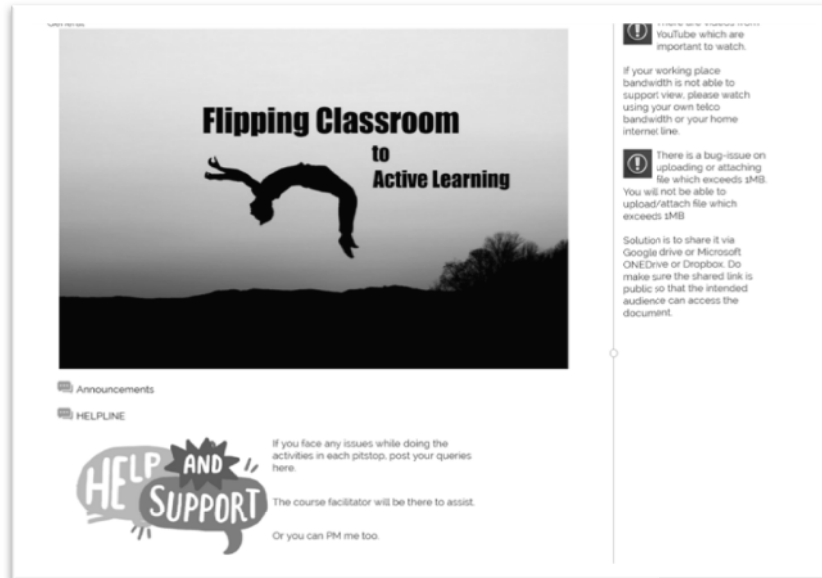 General
Flipping Classroom
to
Active Learning
Announcements
HELPLINE
HELP
AND
SUPPORT
If you face any issues while doing the
activities in each pitstop, post your queries
here.
The course facilitator will be there to assist.
Or you can PM me too.
There are videos from
YouTube which are
important to watch.
If your working place
bandwidth is not able to
support view, please watch
using your own telco
bandwidth or your home
internet line.
There is a bug-issue on
uploading or attaching
file which exceeds 1MB.
You will not be able to
upload/attach file which
exceeds 1MB
Solution is to share it via
Google drive or Microsoft
ONEDrive or Dropbox. Do
make sure the shared link is
public so that the intended
audience can access the
document.